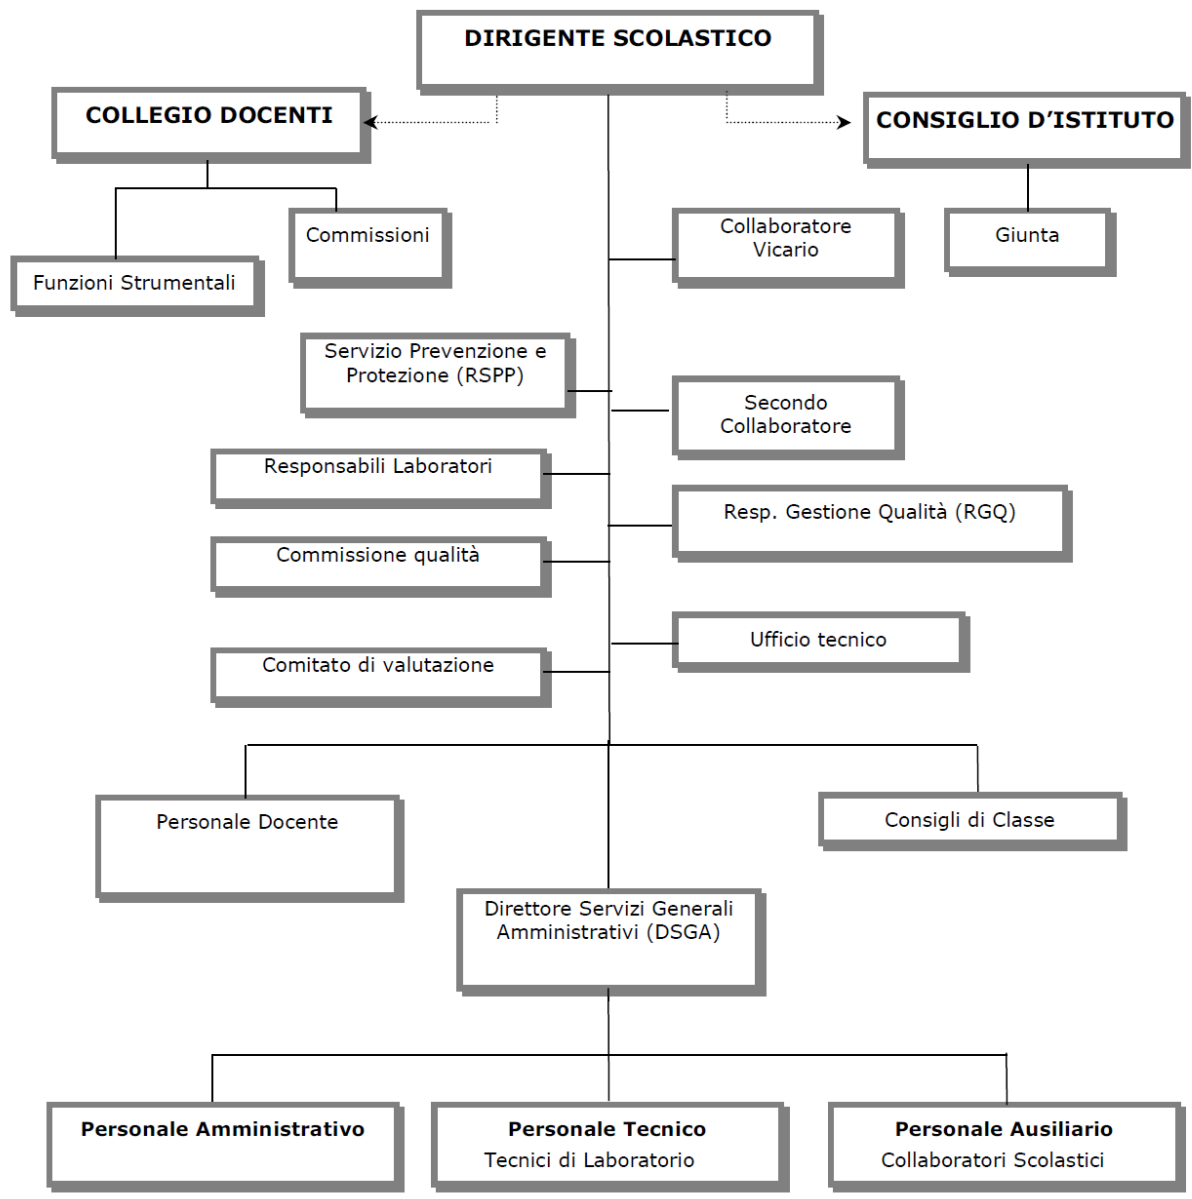 DIRIGENTE SCOLASTICO
COLLEGIO DOCENTI
CONSIGLIO D’ISTITUTO
Commissioni
Collaboratore
Vicario
Giunta
Funzioni Strumentali
Servizio Prevenzione e
Protezione (RSPP)
Secondo
Collaboratore
Responsabili Laboratori
Resp. Gestione Qualità (RGQ)
Commissione qualità
Ufficio tecnico
Comitato di valutazione
Personale Docente
Consigli di Classe
Direttore Servizi Generali
Amministrativi (DSGA)
Personale Amministrativo
Personale Tecnico
Tecnici di Laboratorio
Personale Ausiliario
Collaboratori Scolastici